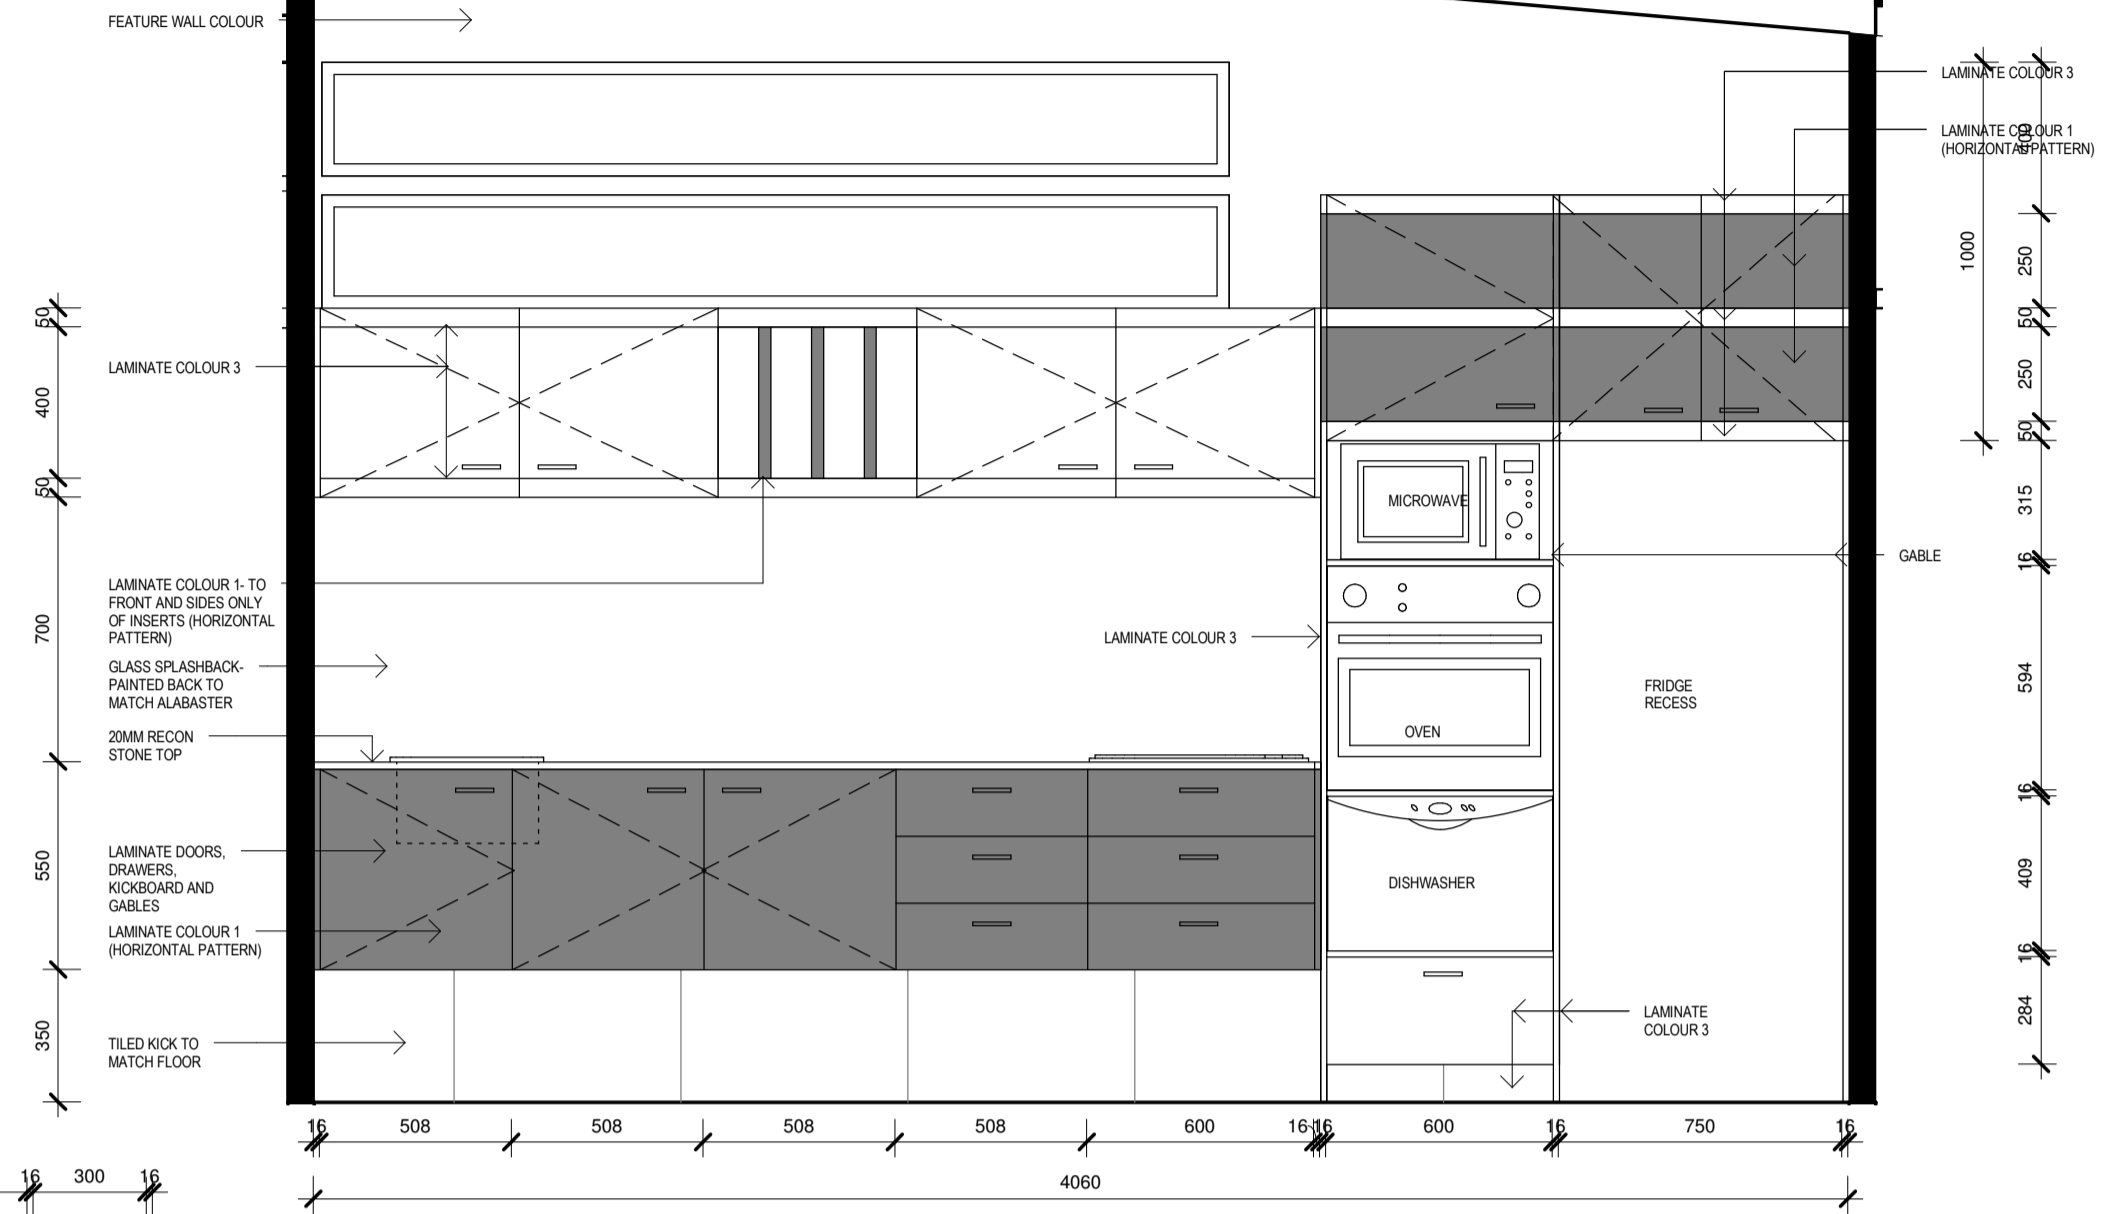 FEATURE WALL COLOUR
LAMINATE COLOUR 3
LAMINATE COLOUR 1
(HORIZONTAL PATTERN)
400
1000
250
50
250
50
315
16
594
16
409
16
284
50
400
50
700
550
350
LAMINATE COLOUR 3
LAMINATE COLOUR 1- TO
FRONT AND SIDES ONLY
OF INSERTS (HORIZONTAL
PATTERN)
GLASS SPLASHBACK-
PAINTED BACK TO
MATCH ALABASTER
20MM RECON
STONE TOP
LAMINATE DOORS,
DRAWERS,
KICKBOARD AND
GABLES
LAMINATE COLOUR 1
(HORIZONTAL PATTERN)
TILED KICK TO
MATCH FLOOR
MICROWAVE
GABLE
LAMINATE COLOUR 3
OVEN
FRIDGE
RECESS
DISHWASHER
LAMINATE
COLOUR 3
16 508 508 508 508 600 16 16 600 16 750 16
16 300 16
4060